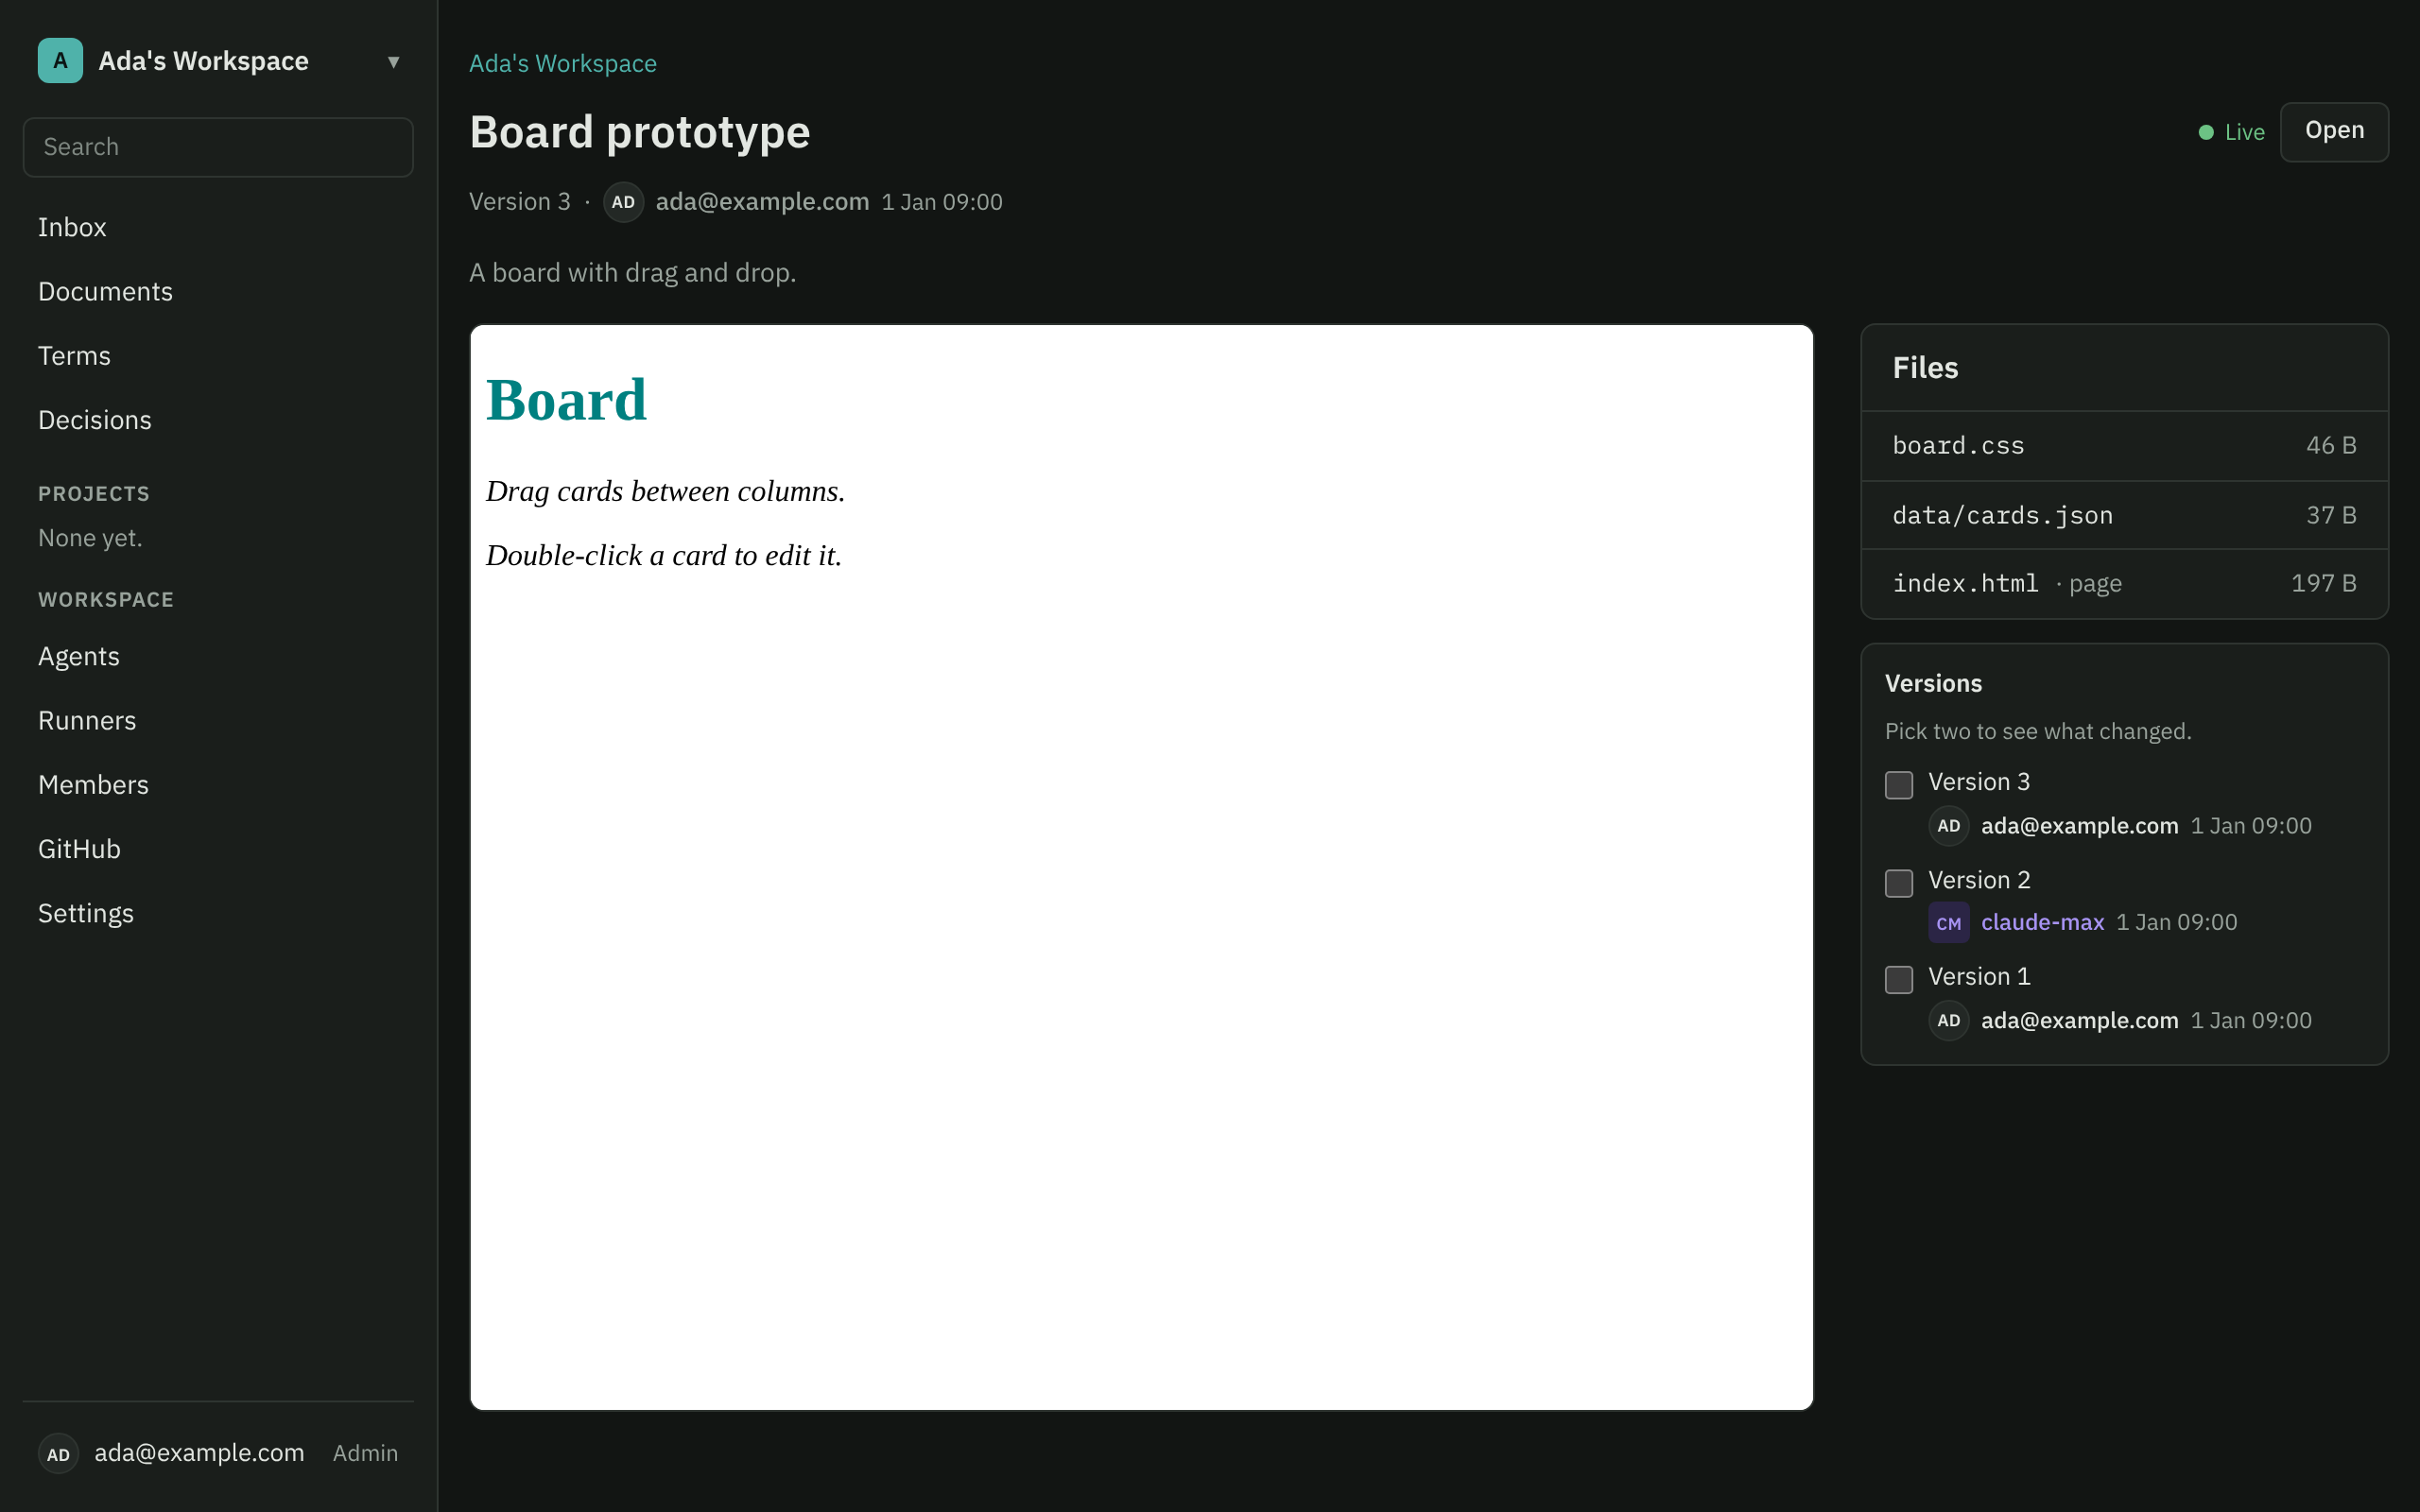 A Ada's Workspace ▼
Search
Inbox
Documents
Terms
Decisions
PROJECTS
None yet.
WORKSPACE
Agents
Runners
Members
GitHub
Settings
AD ada@example.com Admin
Ada's Workspace
Board prototype
Live Open
Version 3 · AD ada@example.com 1 Jan 09:00
A board with drag and drop.
Board
Drag cards between columns.
Double-click a card to edit it.
Files
board.css 46 B
data/cards.json 37 B
index.html · page 197 B
Versions
Pick two to see what changed.
Version 3
AD ada@example.com 1 Jan 09:00
Version 2
CM claude-max 1 Jan 09:00
Version 1
AD ada@example.com 1 Jan 09:00